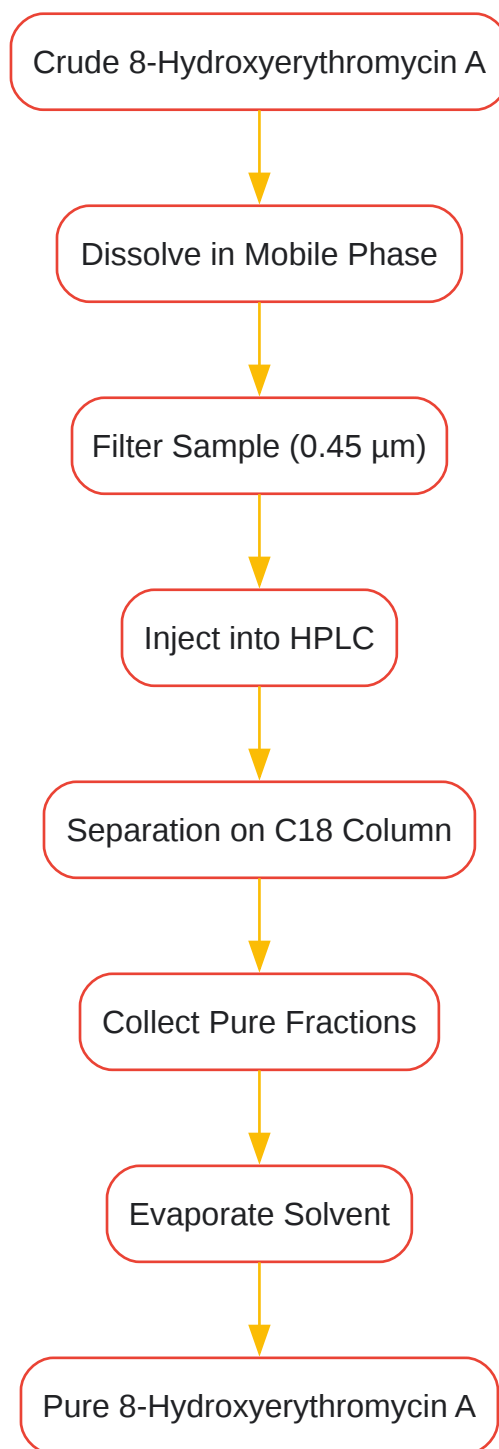 Crude 8-Hydroxyerythromycin A
Dissolve in Mobile Phase
Filter Sample (0.45 µm)
Inject into HPLC
Separation on C18 Column
Collect Pure Fractions
Evaporate Solvent
Pure 8-Hydroxyerythromycin A